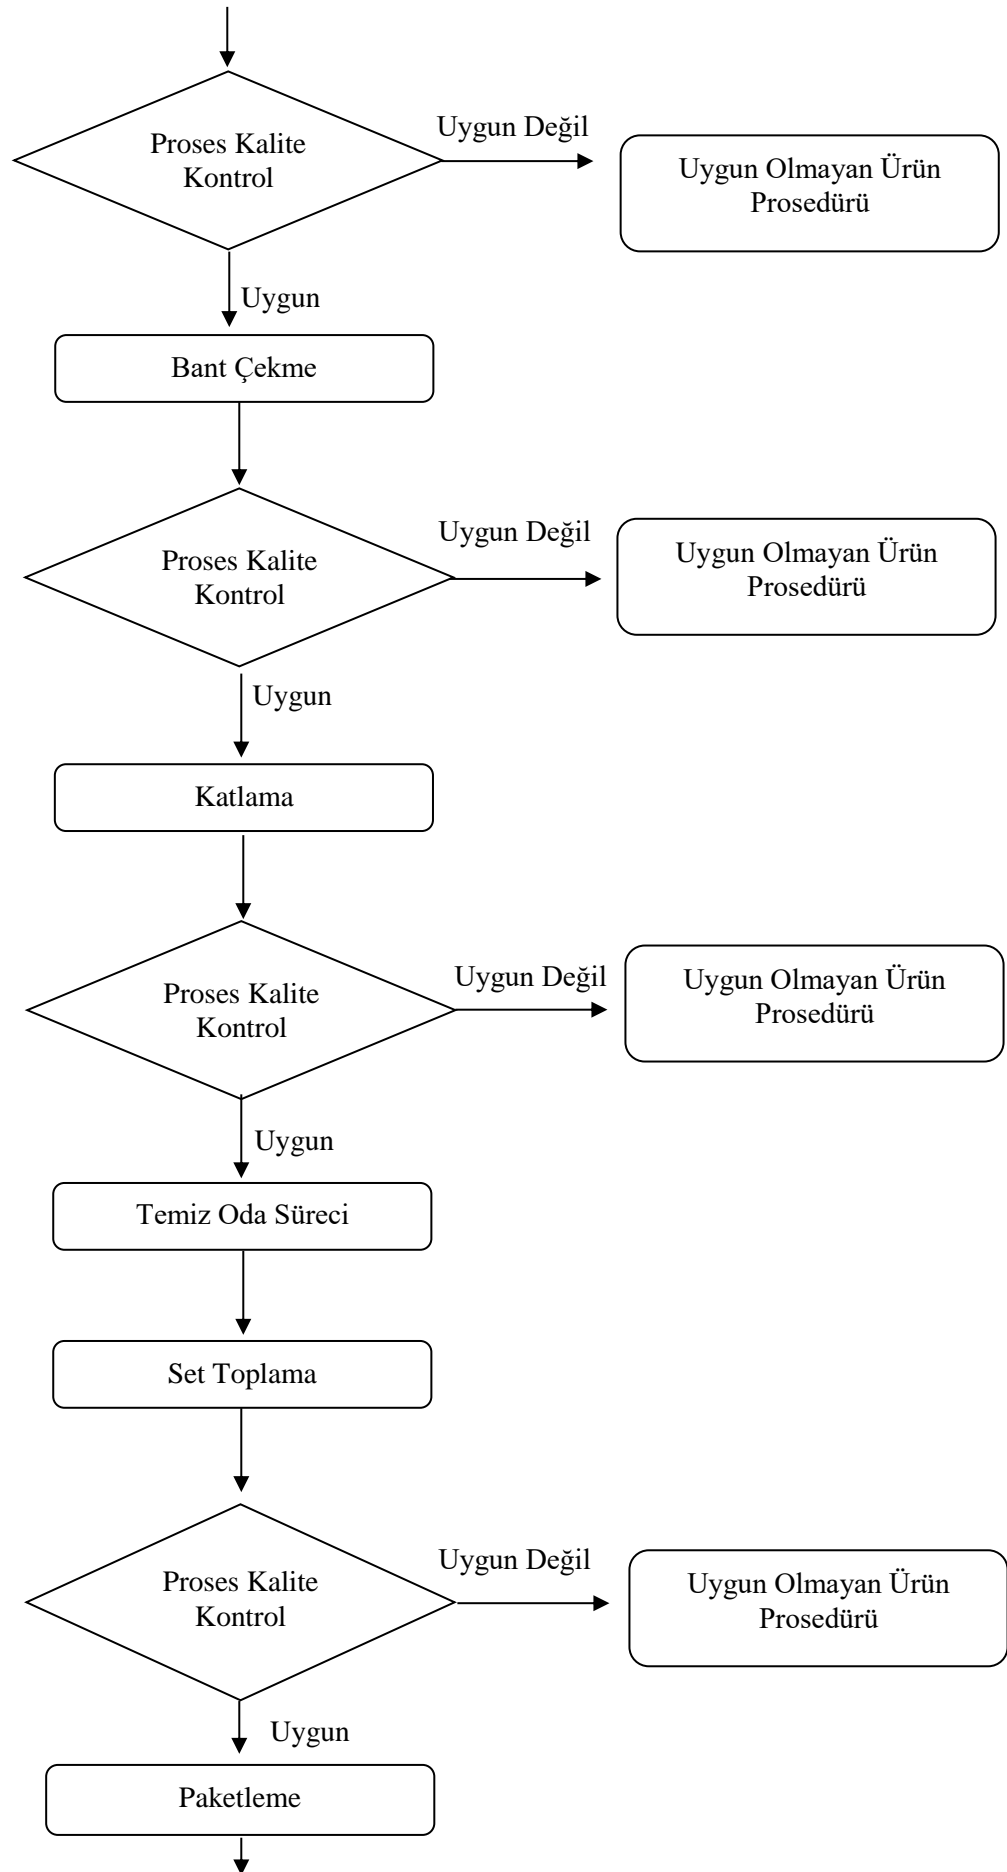 Uygun Değil
Proses Kalite
Kontrol
Uygun Olmayan Ürün
Prosedürü
Uygun
Bant Çekme
Uygun Değil
Proses Kalite
Kontrol
Uygun Olmayan Ürün
Prosedürü
Uygun
Katlama
Uygun Değil
Proses Kalite
Kontrol
Uygun Olmayan Ürün
Prosedürü
Uygun
Temiz Oda Süreci
Set Toplama
Uygun Değil
Proses Kalite
Kontrol
Uygun Olmayan Ürün
Prosedürü
Uygun
Paketleme